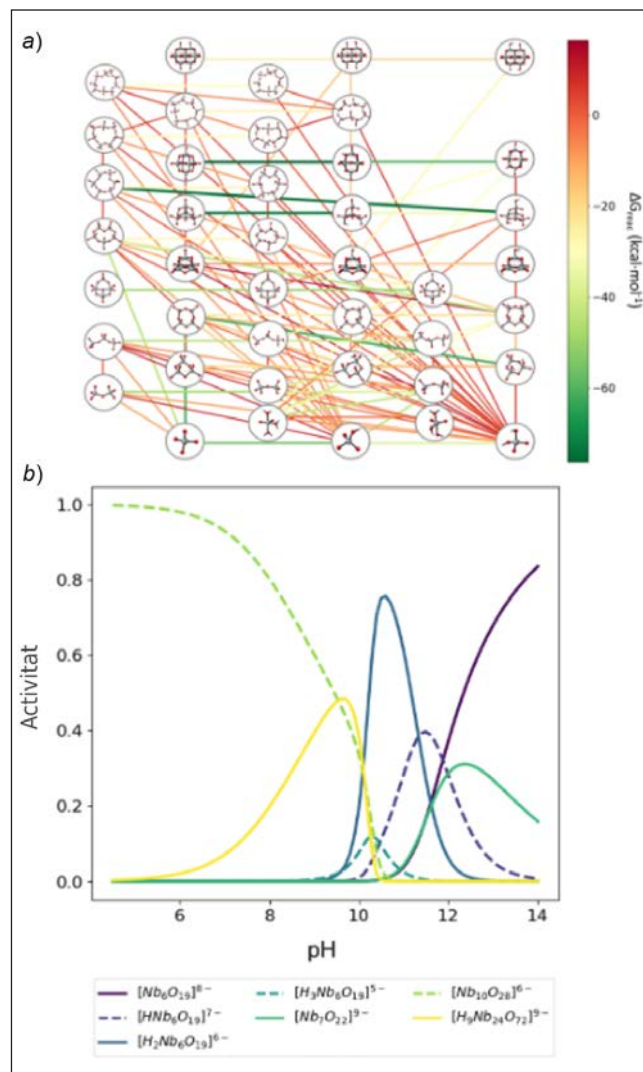 a)
0
−20
−40
−60
ΔG_reac (kcal·mol⁻¹)
b)
1.0
0.8
0.6
0.4
0.2
0.0
Activitat
6 8 10 12 14
pH
[Nb₆O₁₉]⁸⁻ [H₃Nb₆O₁₉]⁵⁻ [Nb₁₀O₂₈]⁶⁻
[HNb₆O₁₉]⁷⁻ [Nb₇O₂₂]⁹⁻ [H₉Nb₂₄O₇₂]⁹⁻
[H₂Nb₆O₁₉]⁶⁻